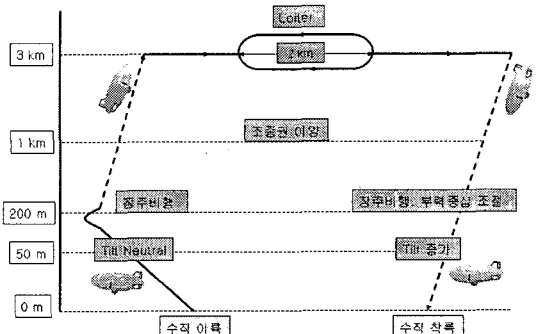 Loiter
3 km
2 km
조종권 이양
1 km
장주비행
장주비행, 부력중심 조절
200 m
Tilt Neutral
Tilt 증가
50 m
0 m
수직 이륙
수직 착륙